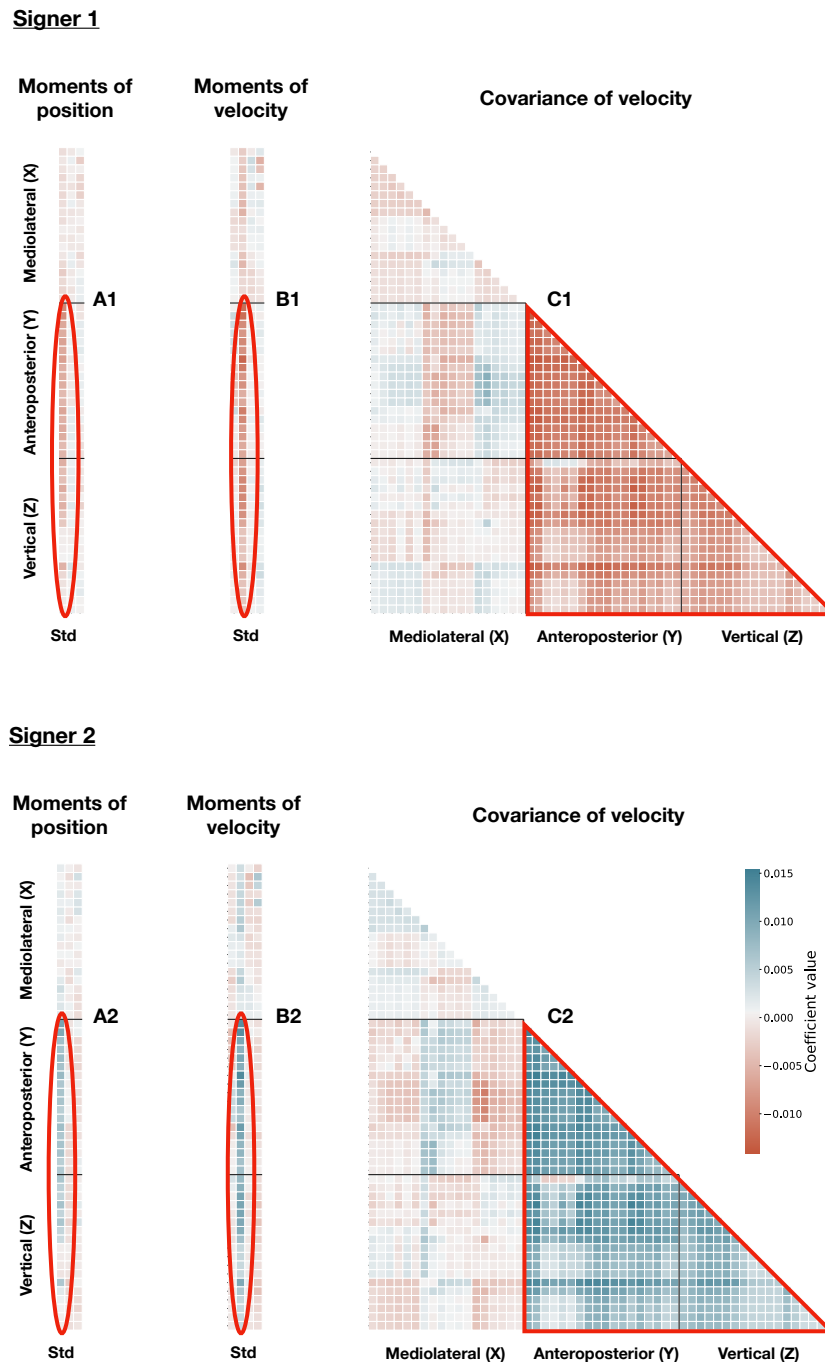 Signer 1
Moments of
position
Moments of
velocity
Covariance of velocity
Mediolateral (X)
Anteroposterior (Y)
Vertical (Z)
A1
B1
C1
Std
Std
Mediolateral (X)
Anteroposterior (Y)
Vertical (Z)
Signer 2
Moments of
position
Moments of
velocity
Covariance of velocity
Mediolateral (X)
Anteroposterior (Y)
Vertical (Z)
A2
B2
C2
0.015
0.010
0.005
0.000
−0.005
−0.010
Coefficient value
Std
Std
Mediolateral (X)
Anteroposterior (Y)
Vertical (Z)